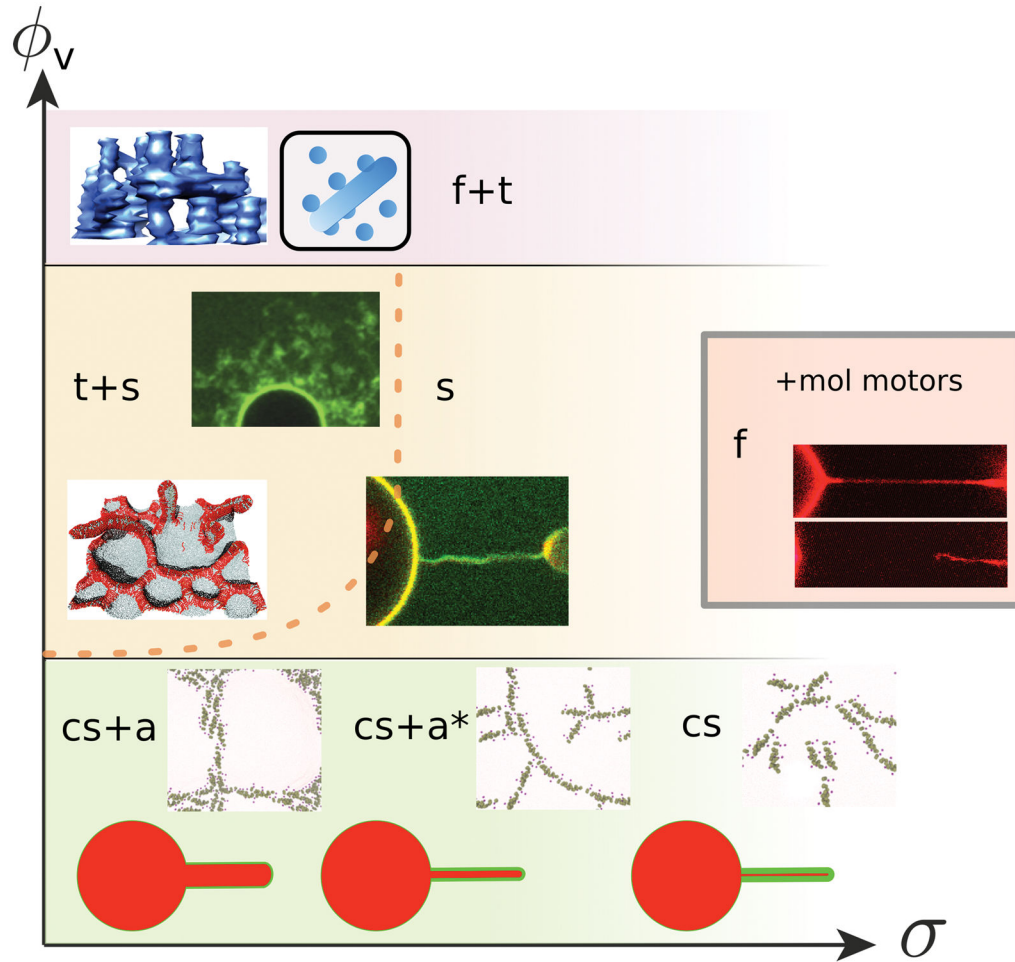 ϕv
f+t
t+s
s
+mol motors
f
cs+a
cs+a*
cs
σ